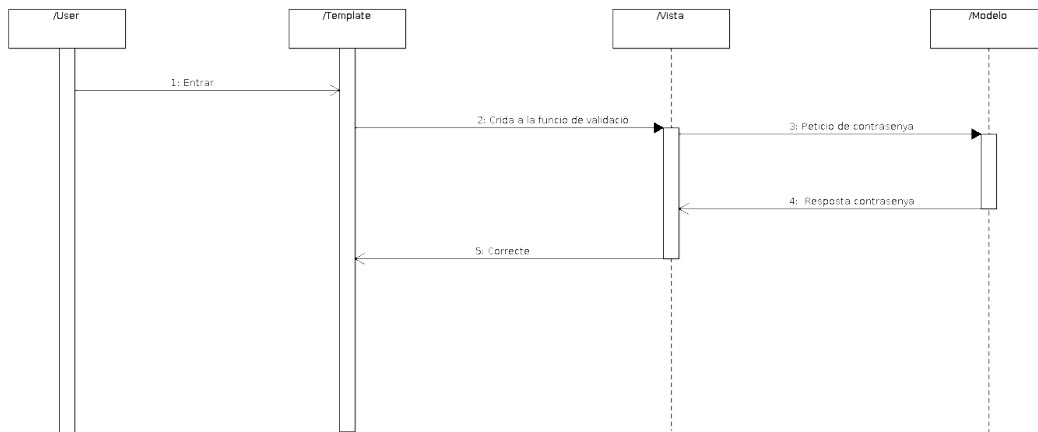 /User
/Template
/Vista
/Modelo
1: Entrar
2: Crida a la funció de validació
3: Peticio de contrasenya
4: Resposta contrasenya
5: Correcte